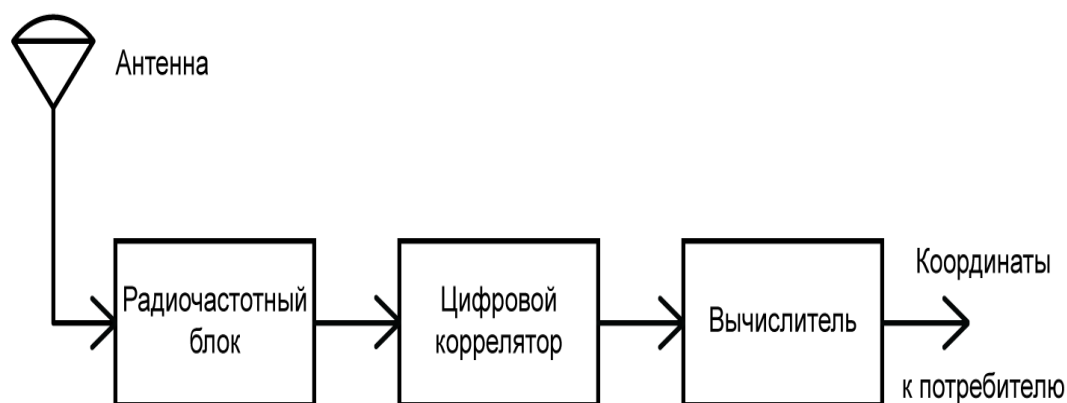 Антенна
Радиочастотный
блок
Цифровой
коррелятор
Вычислитель
Координаты
к потребителю